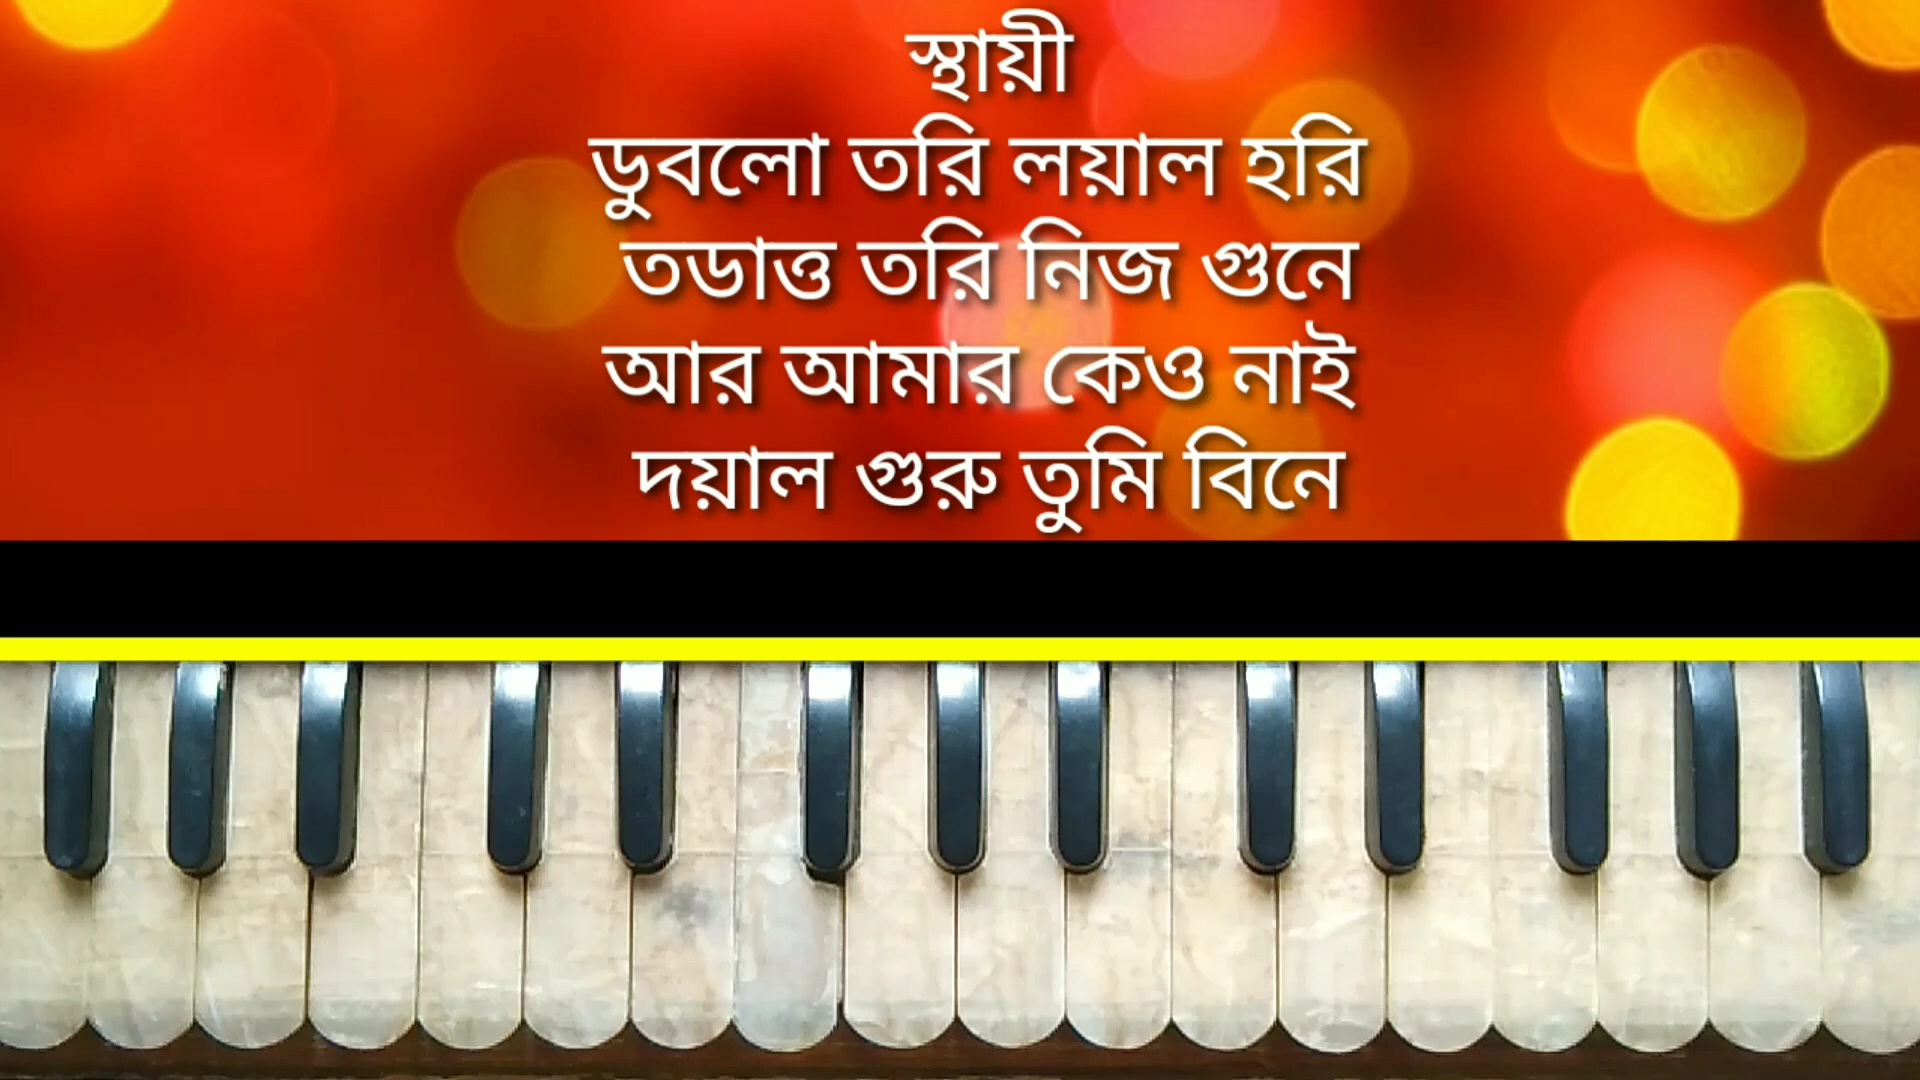 স্থায়ী
ডুবলো তরি লয়াল হরি
তডাত্ত তরি নিজ গুনে
আর আমার কেও নাই
দয়াল গুরু তুমি বিনে